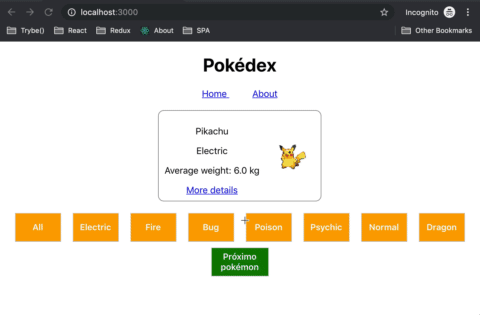 localhost:3000
Incognito
Trybe() React Redux About SPA Other Bookmarks
Pokédex
Home About
Pikachu
Electric
Average weight: 6.0 kg
More details
All Electric Fire Bug Poison Psychic Normal Dragon
Próximo
pokémon